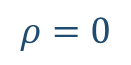 ρ = 0